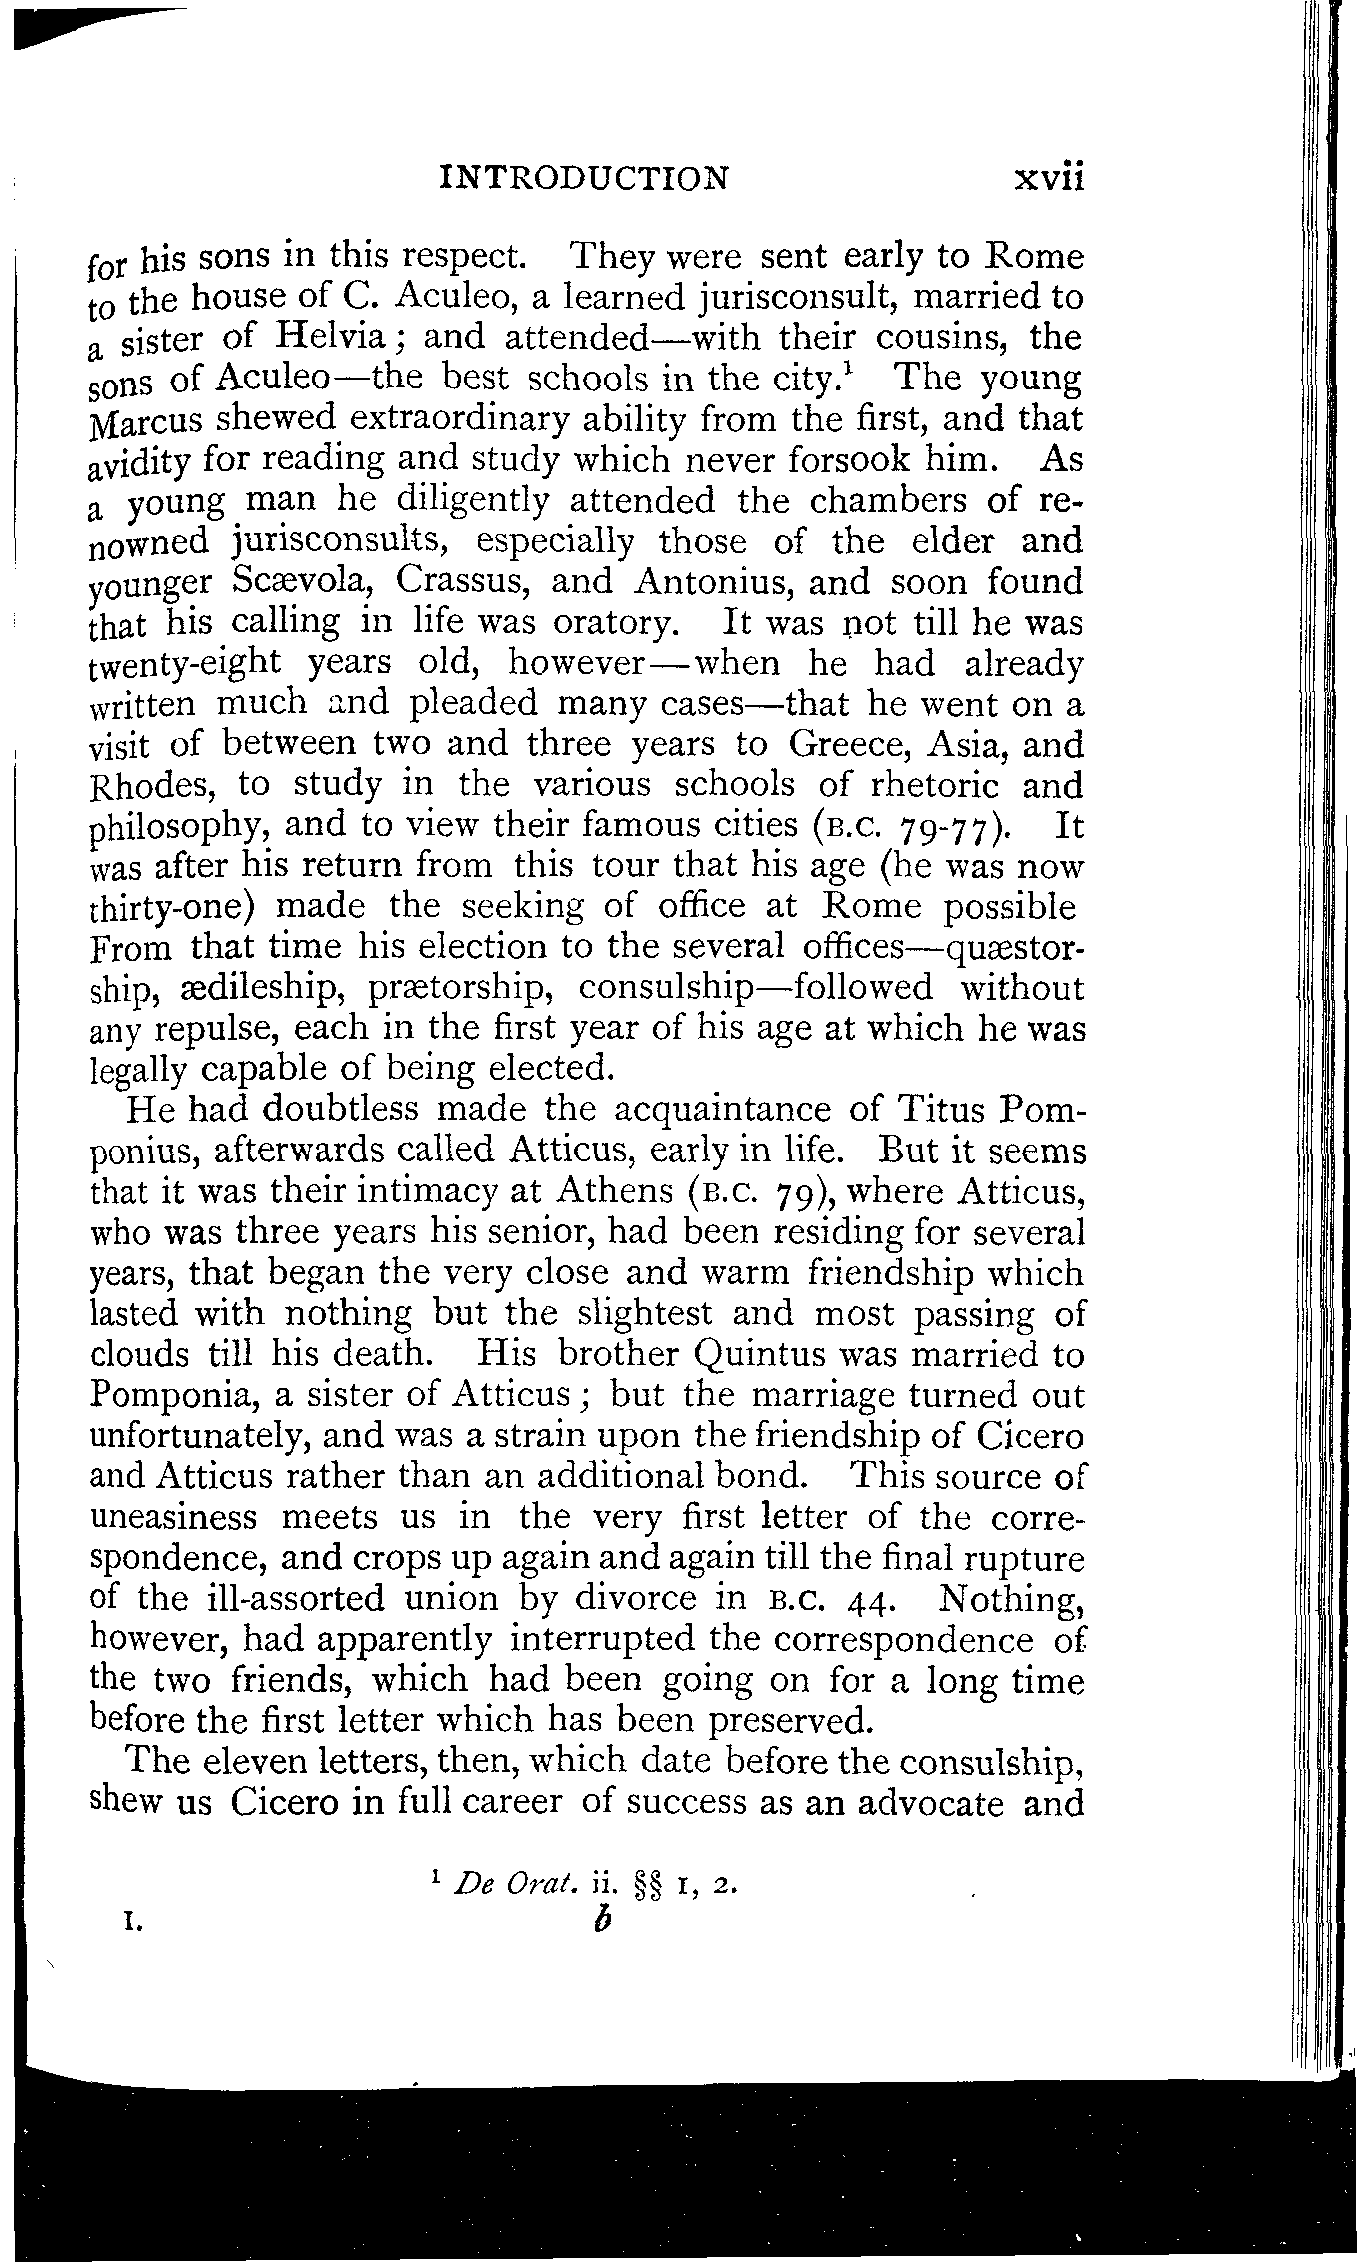 INTRODUCTION xvii
for his sons in this respect. They were sent early to Rome
to the house of C. Aculeo, a learned jurisconsult, married to
a sister of Helvia; and attended—with their cousins, the
sons of Aculeo—the best schools in the city.¹ The young
Marcus shewed extraordinary ability from the first, and that
avidity for reading and study which never forsook him. As
a young man he diligently attended the chambers of re-
nowned jurisconsults, especially those of the elder and
younger Scævola, Crassus, and Antonius, and soon found
that his calling in life was oratory. It was not till he was
twenty-eight years old, however—when he had already
written much and pleaded many cases—that he went on a
visit of between two and three years to Greece, Asia, and
Rhodes, to study in the various schools of rhetoric and
philosophy, and to view their famous cities (B.C. 79-77). It
was after his return from this tour that his age (he was now
thirty-one) made the seeking of office at Rome possible
From that time his election to the several offices—quæstor-
ship, ædileship, prætorship, consulship—followed without
any repulse, each in the first year of his age at which he was
legally capable of being elected.
He had doubtless made the acquaintance of Titus Pom-
ponius, afterwards called Atticus, early in life. But it seems
that it was their intimacy at Athens (B.C. 79), where Atticus,
who was three years his senior, had been residing for several
years, that began the very close and warm friendship which
lasted with nothing but the slightest and most passing of
clouds till his death. His brother Quintus was married to
Pomponia, a sister of Atticus; but the marriage turned out
unfortunately, and was a strain upon the friendship of Cicero
and Atticus rather than an additional bond. This source of
uneasiness meets us in the very first letter of the corre-
spondence, and crops up again and again till the final rupture
of the ill-assorted union by divorce in B.C. 44. Nothing,
however, had apparently interrupted the correspondence of
the two friends, which had been going on for a long time
before the first letter which has been preserved.
The eleven letters, then, which date before the consulship,
shew us Cicero in full career of success as an advocate and
¹ De Orat. ii. §§ 1, 2.
I. b